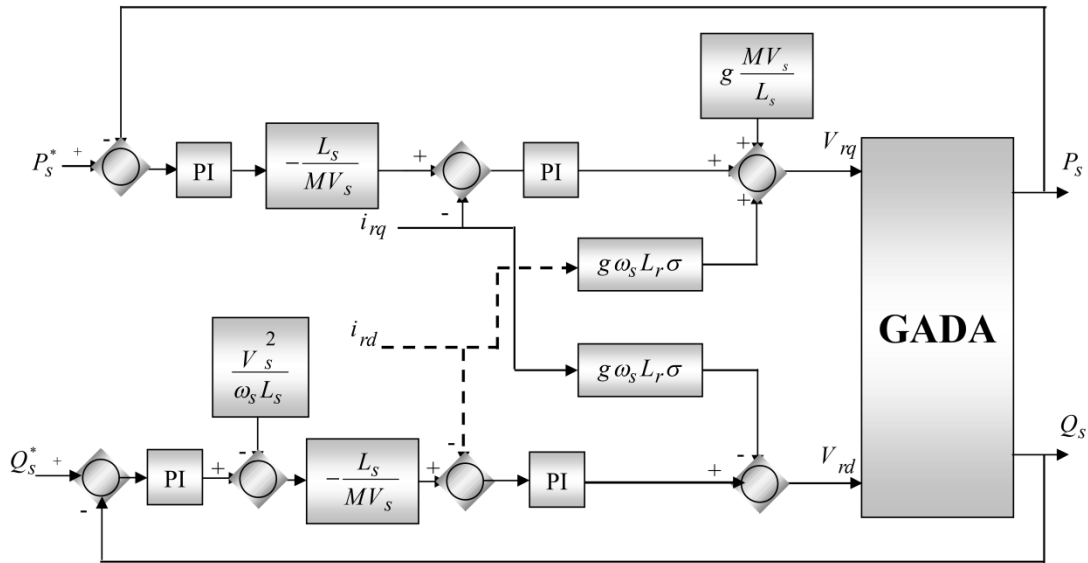 g MV_s / L_s
P_s^* + - PI - L_s / MV_s + - PI + + + V_rq P_s
i_rq
g ω_s L_r σ
i_rd
g ω_s L_r σ
GADA
V_s^2 / ω_s L_s
Q_s^* + - PI + - - L_s / MV_s + - PI + - V_rd Q_s